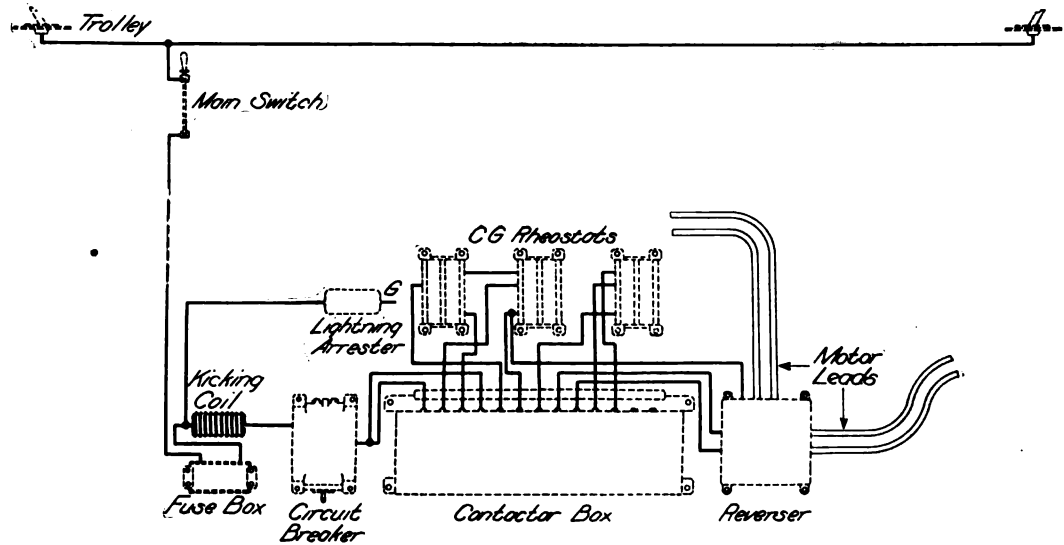 Trolley
Main Switch
CG Rheostats
G
Lightning
Arrester
Motor
Leads
Kicking
Coil
Fuse Box
Circuit
Breaker
Contactor Box
Reverser